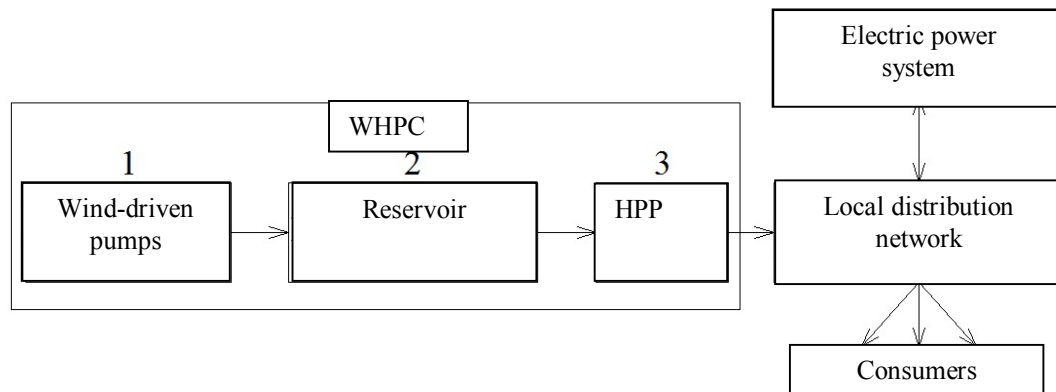 Electric power
system
WHPC
1
2
3
Wind-driven
pumps
Reservoir
HPP
Local distribution
network
Consumers